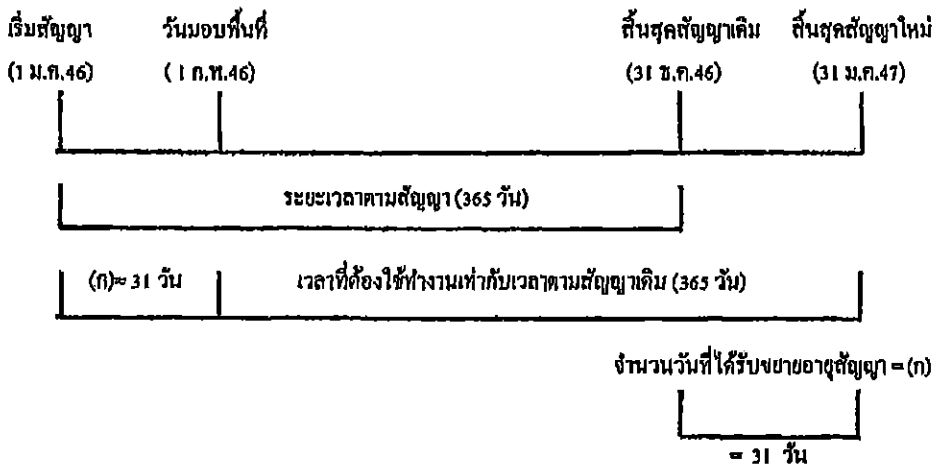 เริ่มสัญญา วันมอบพื้นที่ สิ้นสุดสัญญาเดิม สิ้นสุดสัญญาใหม่
(1 ม.ค.46) (1 ก.พ.46) (31 ธ.ค.46) (31 ม.ค.47)
ระยะเวลาตามสัญญา (365 วัน)
(ก)= 31 วัน เวลาที่ต้องใช้ทำงานเท่ากับเวลาตามสัญญาเดิม (365 วัน)
จำนวนวันที่ได้รับขยายอายุสัญญา = (ก)
= 31 วัน